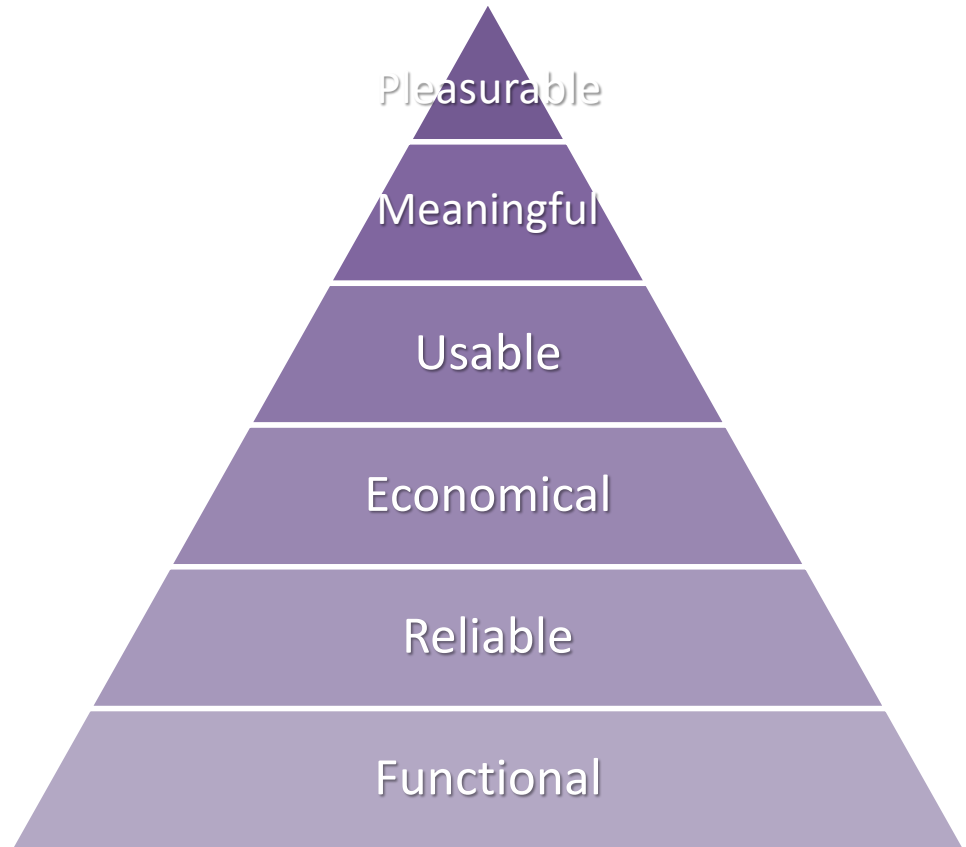 Pleasurable
Meaningful
Usable
Economical
Reliable
Functional